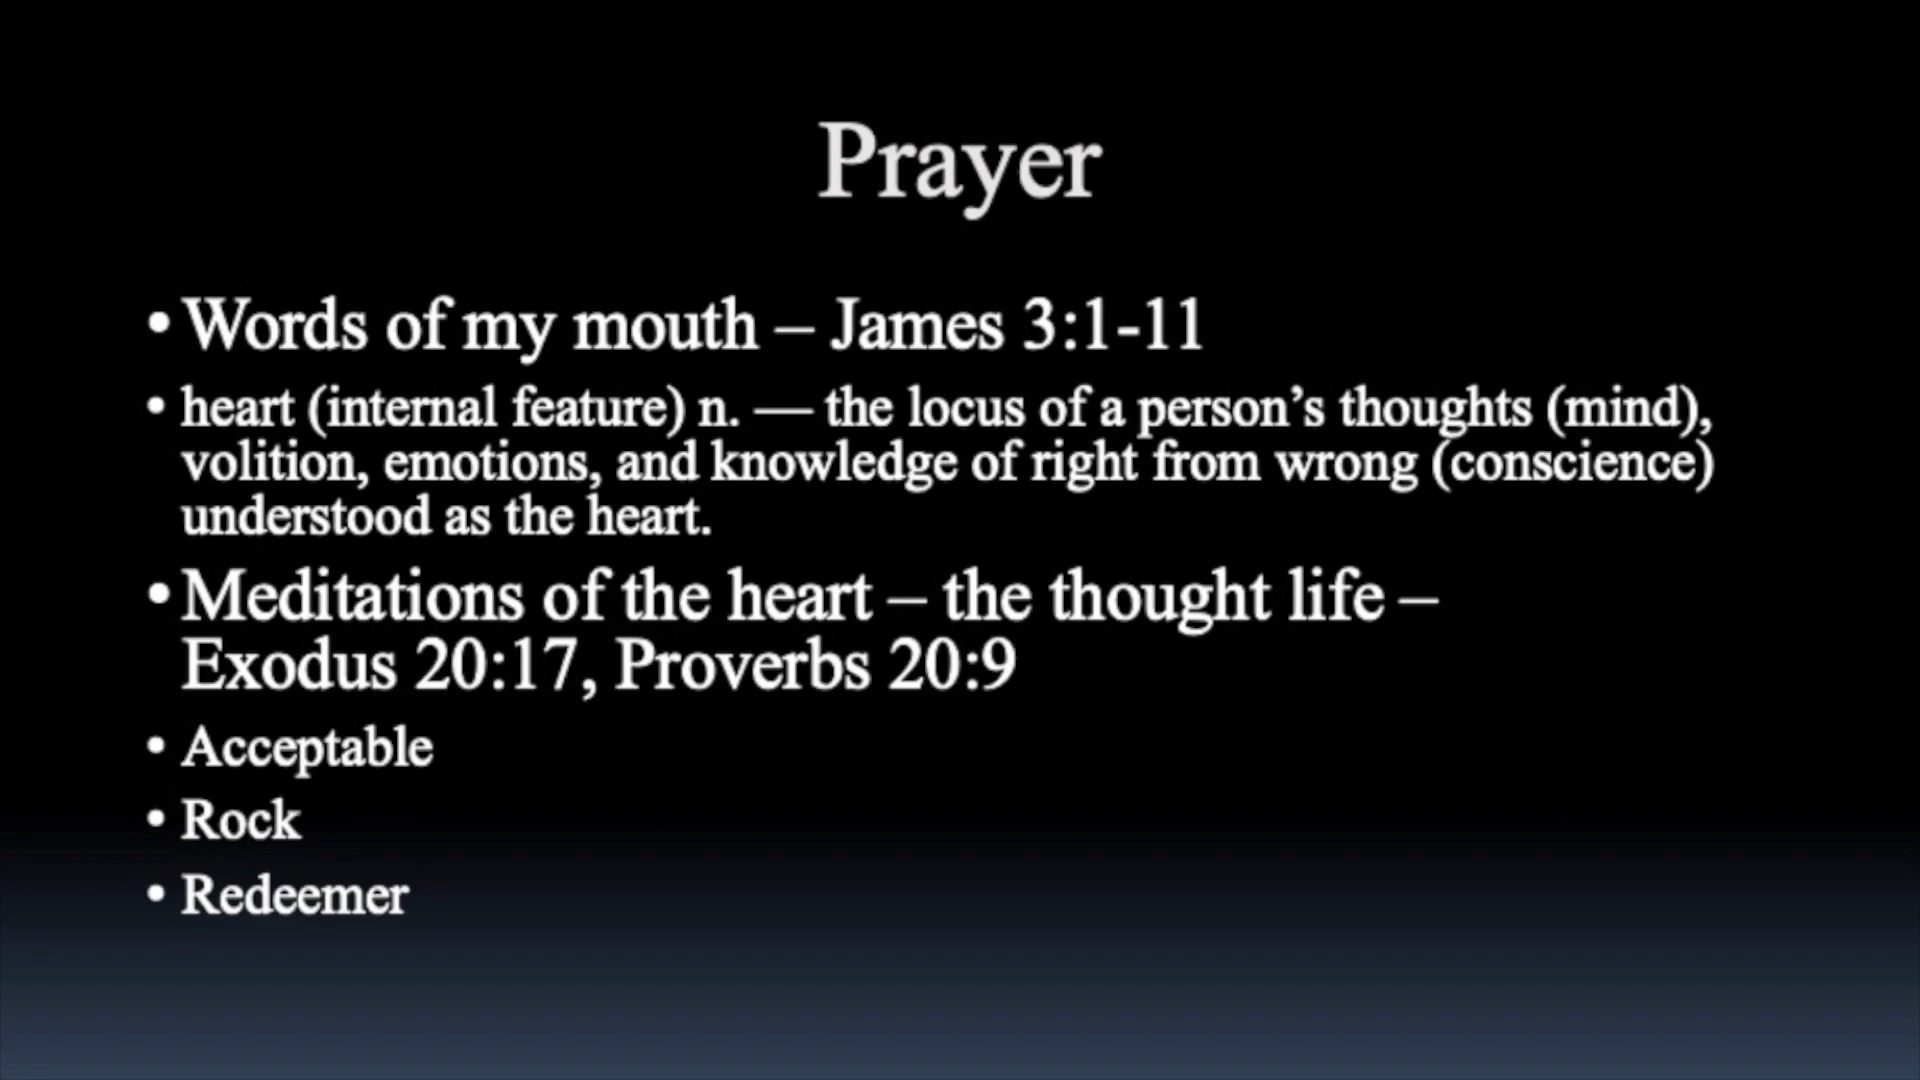 Prayer
• Words of my mouth – James 3:1-11
• heart (internal feature) n. — the locus of a person’s thoughts (mind),
volition, emotions, and knowledge of right from wrong (conscience)
understood as the heart.
• Meditations of the heart – the thought life –
Exodus 20:17, Proverbs 20:9
• Acceptable
• Rock
• Redeemer